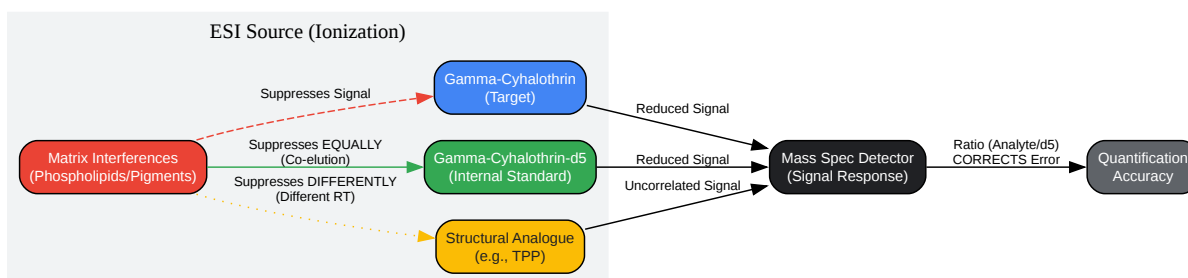 ESI Source (Ionization)
Matrix Interferences
(Phospholipids/Pigments)
Suppresses Signal
Suppresses EQUALLY
(Co-elution)
Suppresses DIFFERENTLY
(Different RT)
Gamma-Cyhalothrin
(Target)
Gamma-Cyhalothrin-d5
(Internal Standard)
Structural Analogue
(e.g., TPP)
Reduced Signal
Reduced Signal
Uncorrelated Signal
Mass Spec Detector
(Signal Response)
Ratio (Analyte/d5)
CORRECTS Error
Quantification
Accuracy